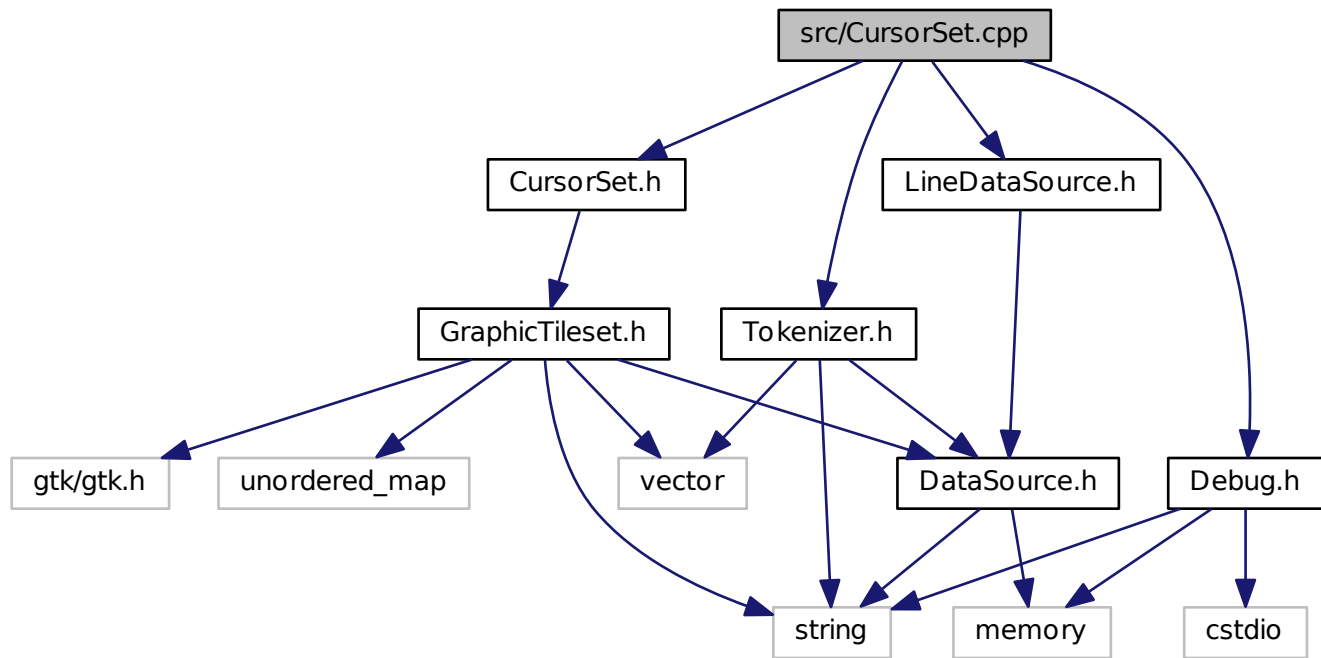 src/CursorSet.cpp
CursorSet.h
LineDataSource.h
GraphicTileset.h
Tokenizer.h
gtk/gtk.h
unordered_map
vector
DataSource.h
Debug.h
string
memory
cstdio